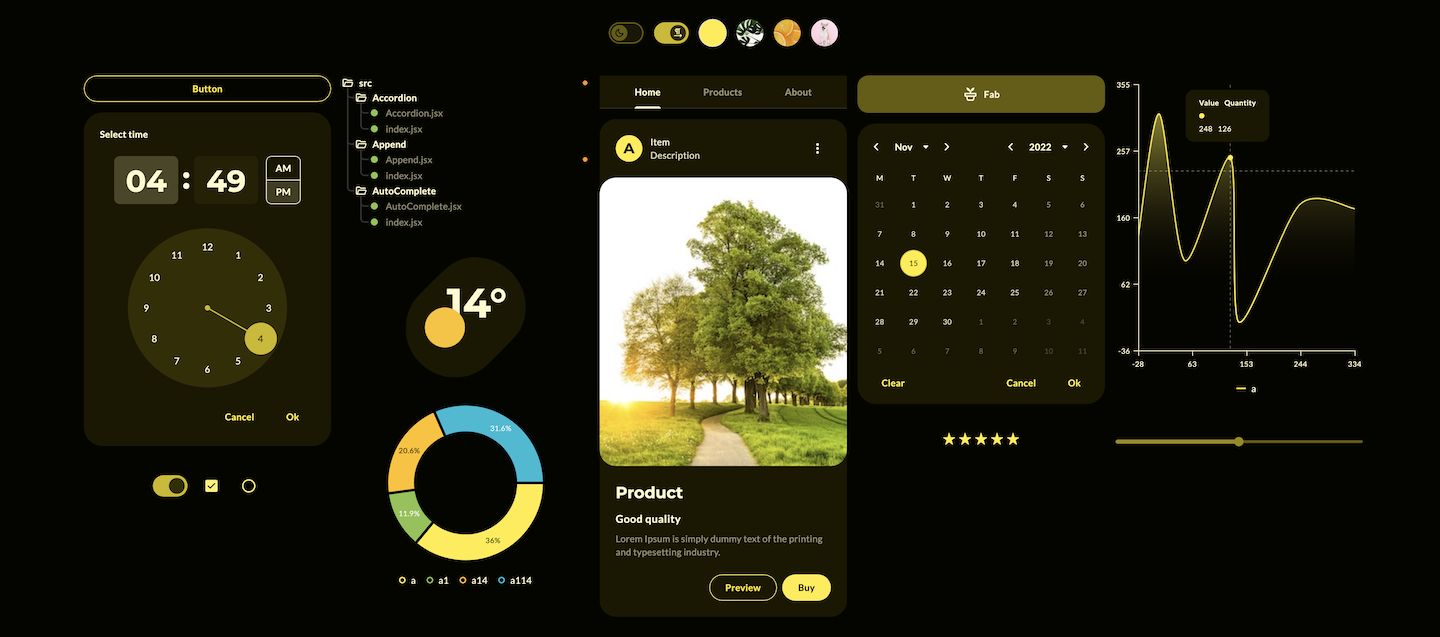 Button
Select time
04 : 49
AM
PM
12
11 1
10 2
9 3
8 4
7 5
6
Cancel Ok
src
Accordion
Accordion.jsx
index.jsx
Append
Append.jsx
index.jsx
AutoComplete
AutoComplete.jsx
index.jsx
14°
31.6%
20.6%
11.9%
36%
a a1 a14 a114
Home Products About
A
Item
Description
Product
Good quality
Lorem Ipsum is simply dummy text of the printing
and typesetting industry.
Preview Buy
Fab
Nov 2022
M T W T F S S
31 1 2 3 4 5 6
7 8 9 10 11 12 13
14 15 16 17 18 19 20
21 22 23 24 25 26 27
28 29 30 1 2 3 4
5 6 7 8 9 10 11
Clear Cancel Ok
355
257
160
62
-36
Value Quantity
248 126
-28 63 153 244 334
a